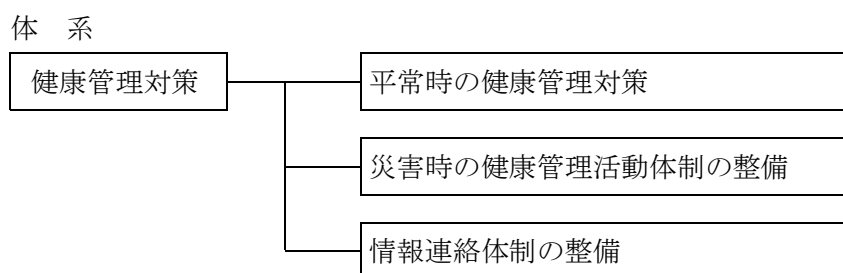 体　系
健康管理対策
平常時の健康管理対策
災害時の健康管理活動体制の整備
情報連絡体制の整備